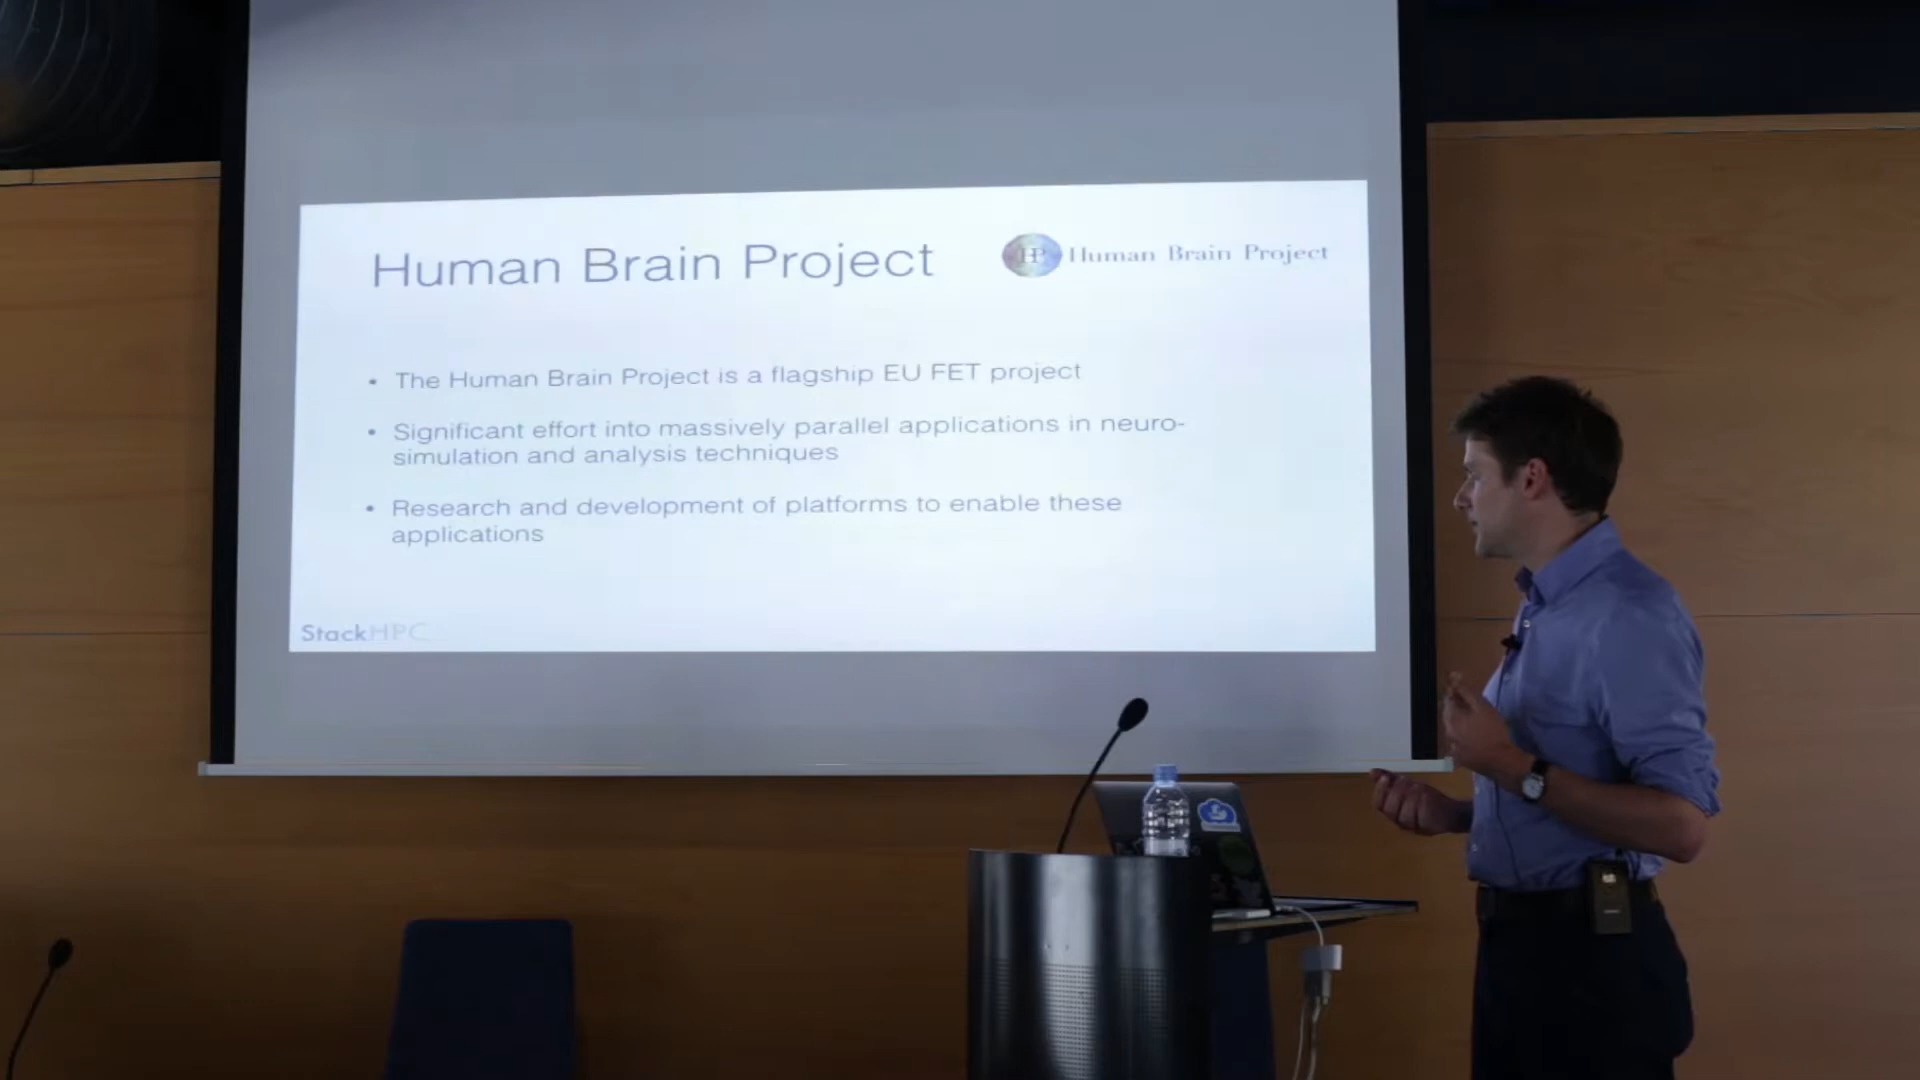 Human Brain Project
HP Human Brain Project
• The Human Brain Project is a flagship EU FET project
• Significant effort into massively parallel applications in neuro-
simulation and analysis techniques
• Research and development of platforms to enable these
applications
StackHPC